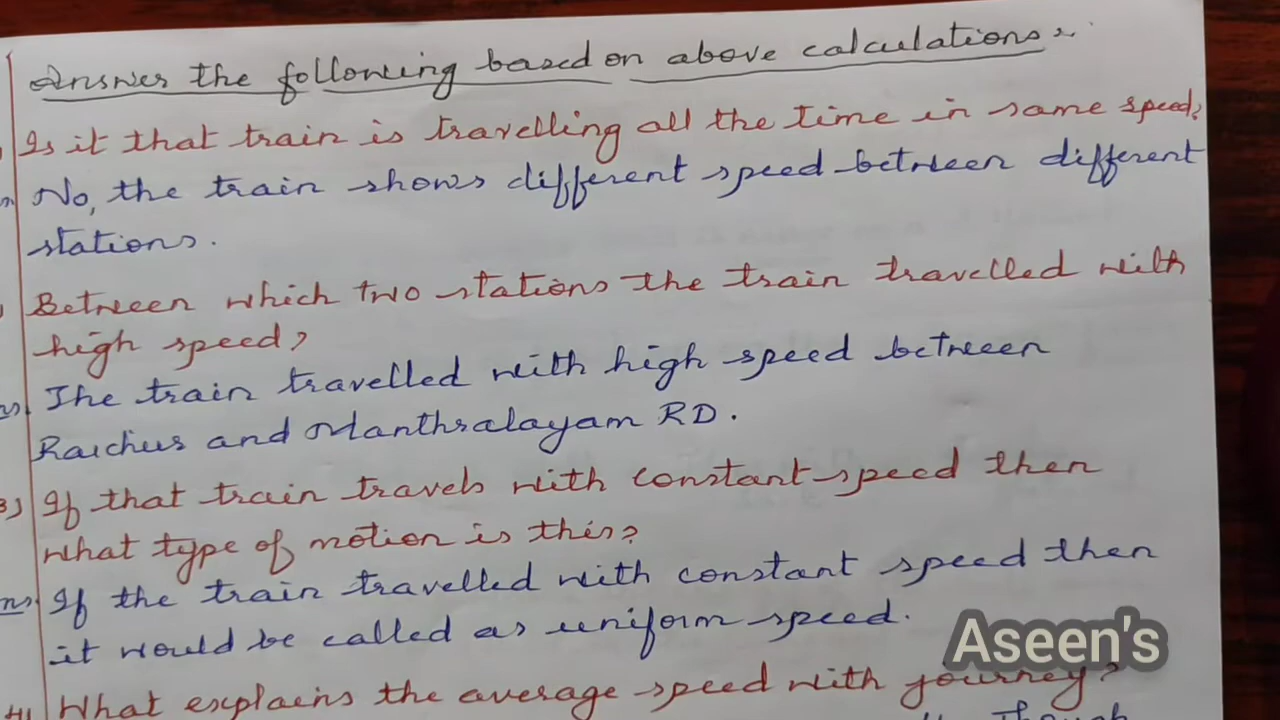 Answer the following based on above calculations:
Is it that train is travelling all the time in same speed?
No, the train shows different speed between different
stations.
Between which two stations the train travelled with
high speed?
The train travelled with high speed between
Raichur and Manthralayam RD.
3) If that train travels with constant speed then
what type of motion is this?
If the train travelled with constant speed then
it would be called as uniform speed.
Aseen's
4) What explains the average speed with journey?